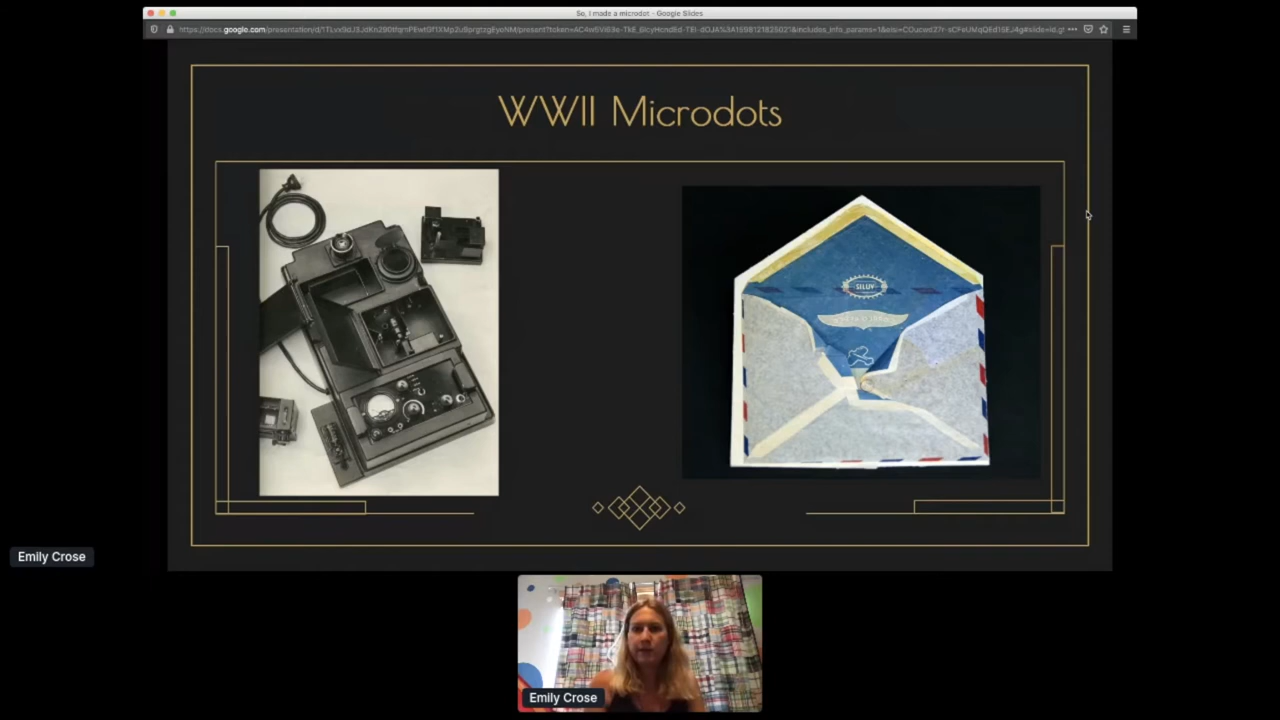 So, I made a microdot - Google Slides
WWII Microdots
SILUV
Emily Crose
Emily Crose